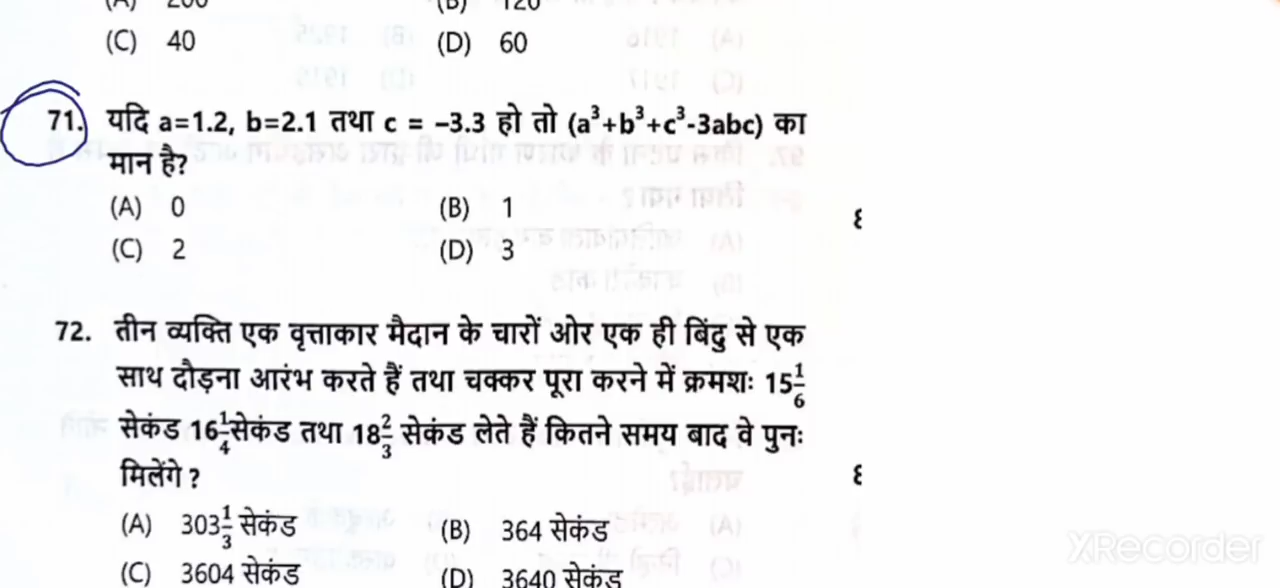 (A) 200 (B) 120
(C) 40 (D) 60
71. यदि a=1.2, b=2.1 तथा c = −3.3 हो तो (a³+b³+c³-3abc) का
मान है?
(A) 0 (B) 1
(C) 2 (D) 3
72. तीन व्यक्ति एक वृत्ताकार मैदान के चारों ओर एक ही बिंदु से एक
साथ दौड़ना आरंभ करते हैं तथा चक्कर पूरा करने में क्रमशः 15 1/6
सेकंड 16 1/4 सेकंड तथा 18 2/3 सेकंड लेते हैं कितने समय बाद वे पुनः
मिलेंगे ?
(A) 303 1/3 सेकंड (B) 364 सेकंड
(C) 3604 सेकंड (D) 3640 सेकंड
XRecorder